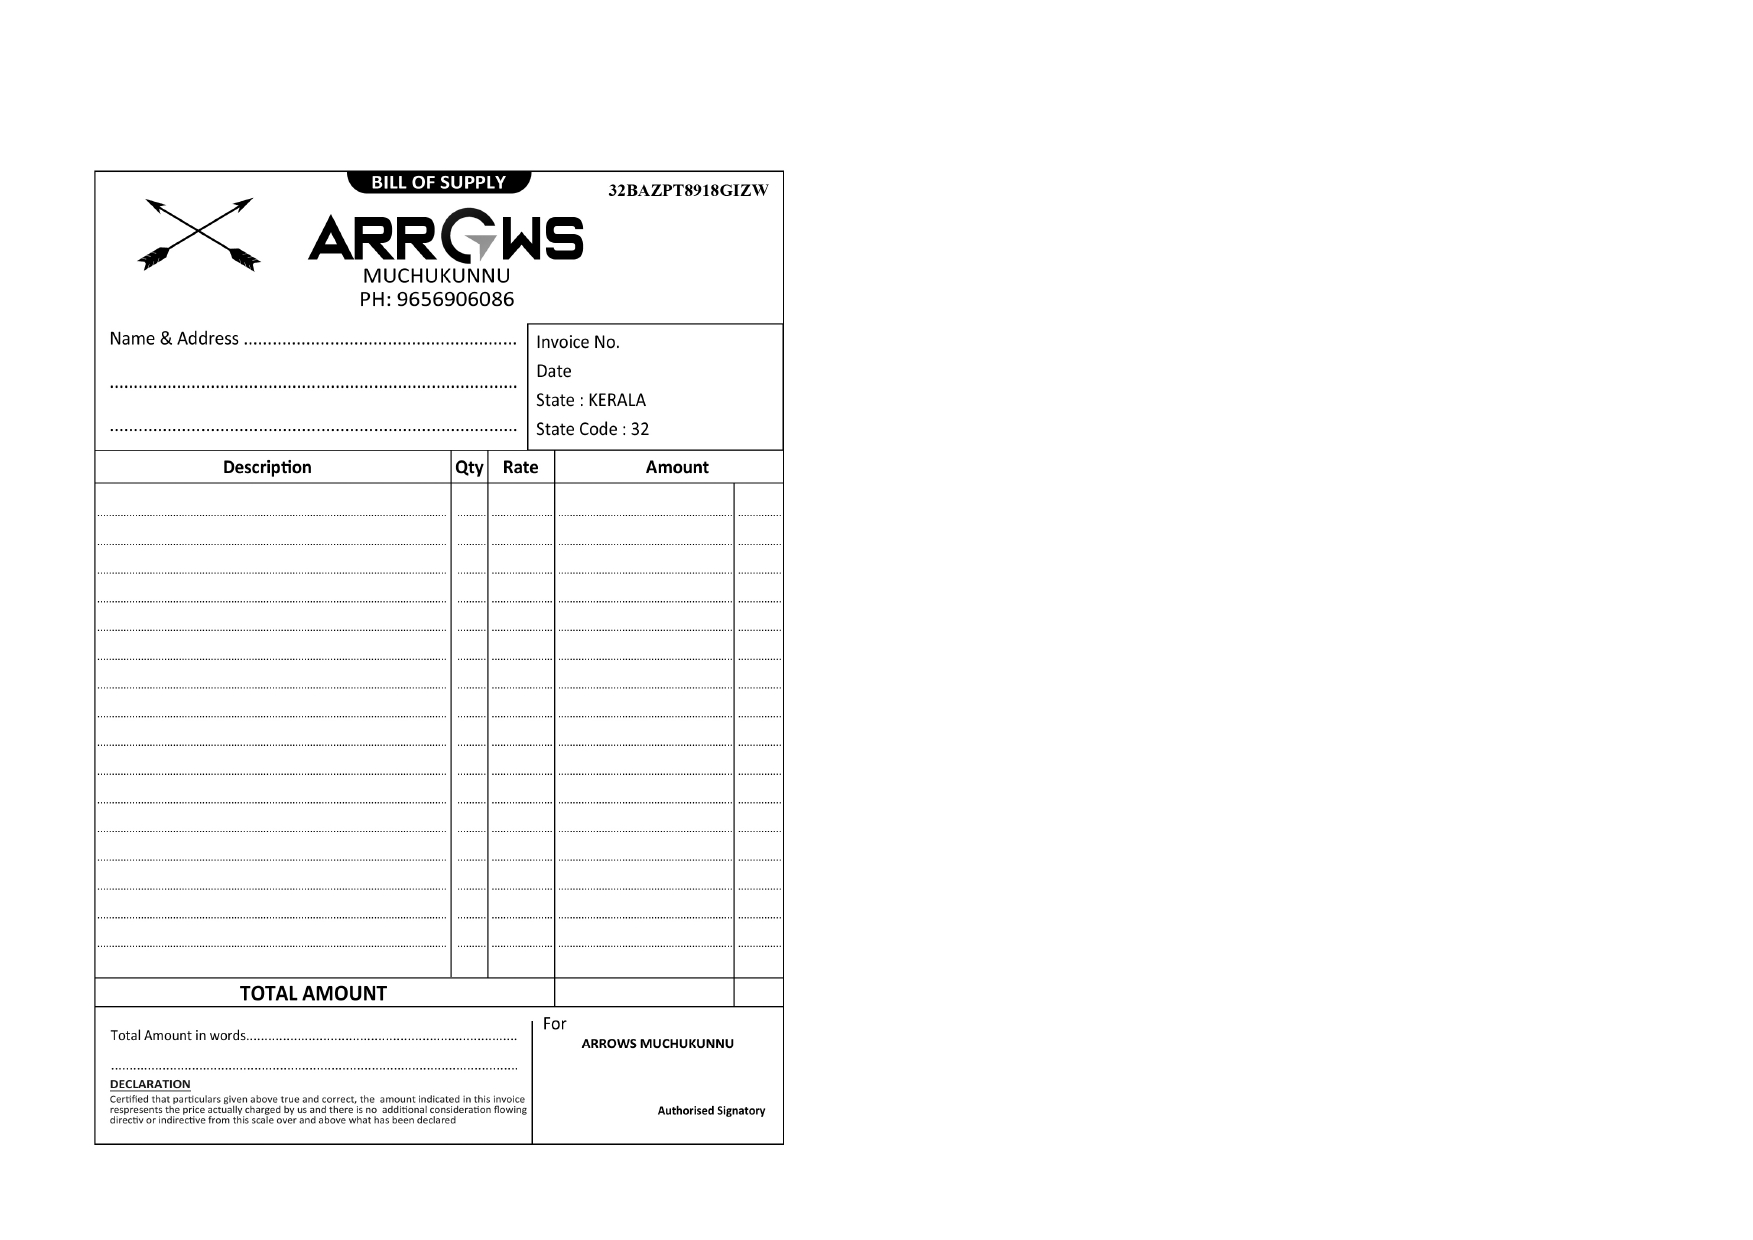 BILL OF SUPPLY
32BAZPT8918GIZW
ARROWS
MUCHUKUNNU
PH: 9656906086
Name & Address ........................................................
Invoice No.
Date
State : KERALA
State Code : 32
Description Qty Rate Amount
TOTAL AMOUNT
Total Amount in words........................................................................
For
ARROWS MUCHUKUNNU
DECLARATION
Certified that particulars given above true and correct, the amount indicated in this invoice
respresents the price actually charged by us and there is no additional consideration flowing
directiv or indirective from this scale over and above what has been declared
Authorised Signatory